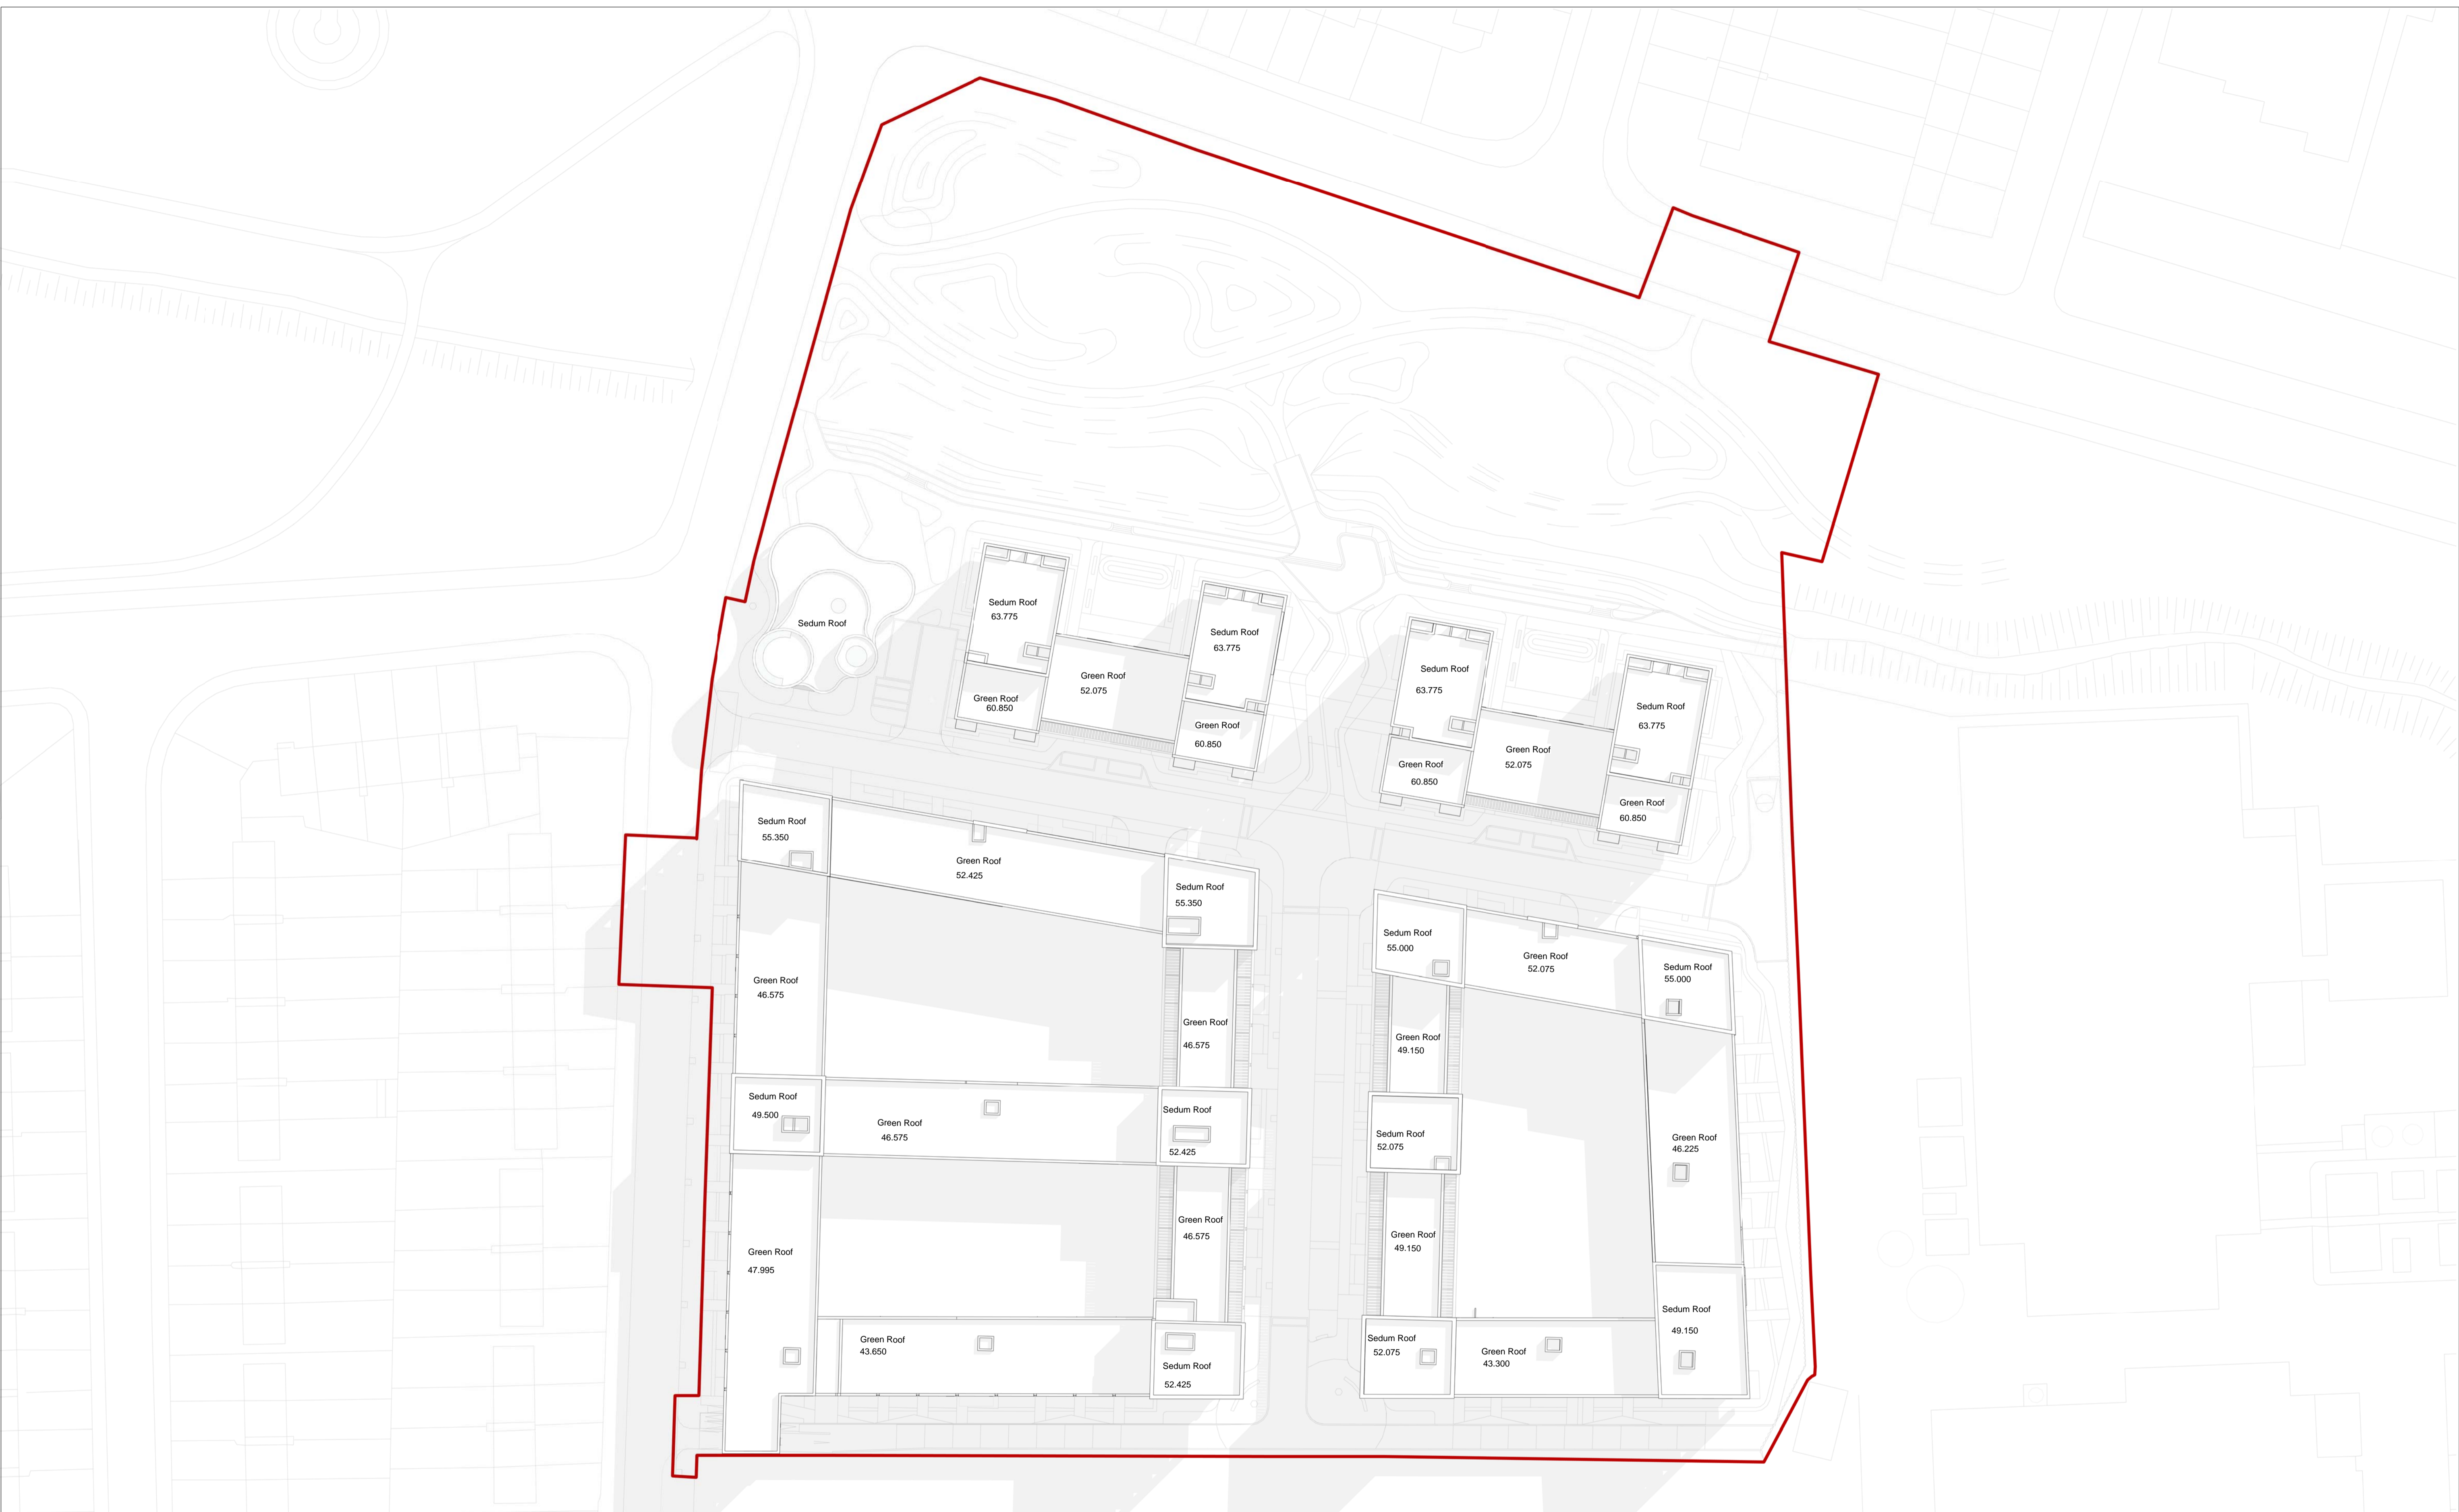 Sedum Roof
Sedum Roof
63.775
Green Roof
60.850
Green Roof
52.075
Sedum Roof
63.775
Green Roof
60.850
Sedum Roof
63.775
Green Roof
60.850
Green Roof
52.075
Sedum Roof
63.775
Green Roof
60.850
Sedum Roof
55.350
Green Roof
52.425
Sedum Roof
55.350
Green Roof
46.575
Green Roof
46.575
Sedum Roof
49.500
Green Roof
46.575
Sedum Roof
52.425
Green Roof
47.995
Green Roof
46.575
Green Roof
43.650
Sedum Roof
52.425
Sedum Roof
55.000
Green Roof
52.075
Sedum Roof
55.000
Green Roof
49.150
Sedum Roof
52.075
Green Roof
46.225
Green Roof
49.150
Sedum Roof
49.150
Sedum Roof
52.075
Green Roof
43.300